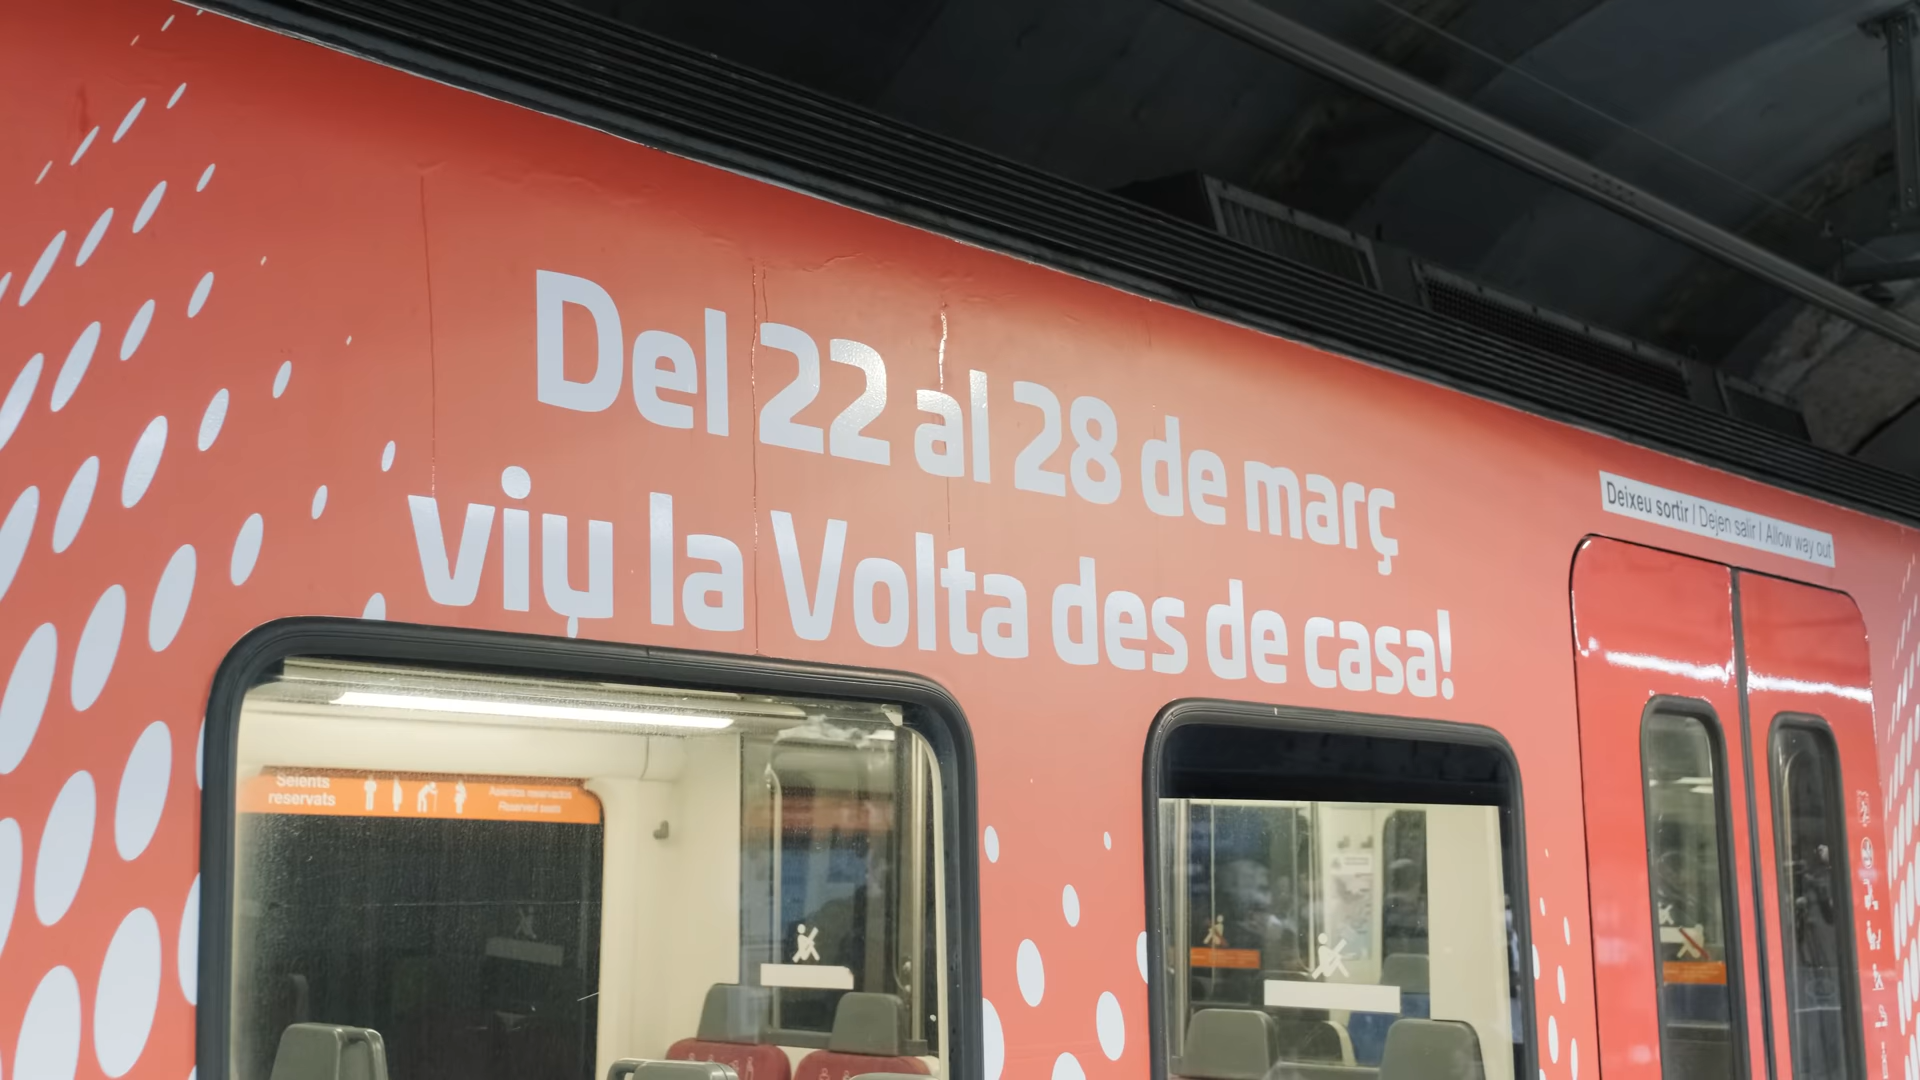 Del 22 al 28 de març
viu la Volta des de casa!
Deixeu sortir | Dejen salir | Allow way out
Seients
reservats
Asientos reservados
Reserved seats